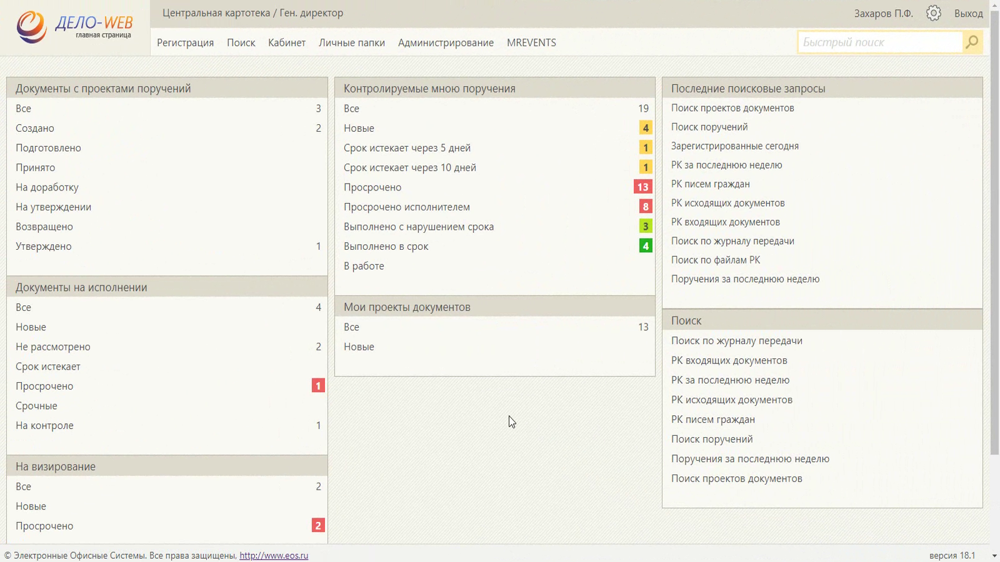 ДЕЛО-WEB
главная страница
Центральная картотека / Ген. директор
Захаров П.Ф.
Выход
Регистрация
Поиск
Кабинет
Личные папки
Администрирование
MREVENTS
Быстрый поиск
Документы с проектами поручений
Все 3
Создано 2
Подготовлено
Принято
На доработку
На утверждении
Возвращено
Утверждено 1
Документы на исполнении
Все 4
Новые
Не рассмотрено 2
Срок истекает
Просрочено 1
Срочные
На контроле 1
На визирование
Все 2
Новые
Просрочено 2
Контролируемые мною поручения
Все 19
Новые 4
Срок истекает через 5 дней 1
Срок истекает через 10 дней 1
Просрочено 13
Просрочено исполнителем 8
Выполнено с нарушением срока 3
Выполнено в срок 4
В работе
Мои проекты документов
Все 13
Новые
Последние поисковые запросы
Поиск проектов документов
Поиск поручений
Зарегистрированные сегодня
РК за последнюю неделю
РК писем граждан
РК исходящих документов
РК входящих документов
Поиск по журналу передачи
Поиск по файлам РК
Поручения за последнюю неделю
Поиск
Поиск по журналу передачи
РК входящих документов
РК за последнюю неделю
РК исходящих документов
РК писем граждан
Поиск поручений
Поручения за последнюю неделю
Поиск проектов документов
© Электронные Офисные Системы. Все права защищены, http://www.eos.ru
версия 18.1